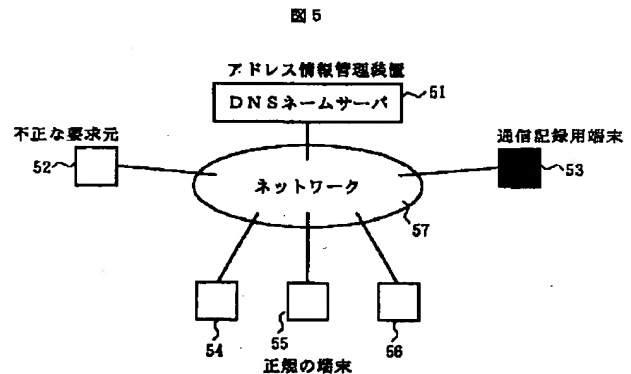 図5
アドレス情報管理装置
DNSネームサーバ
51
不正な要求元
通信記録用端末
52
53
ネットワーク
57
54
55
56
正規の端末